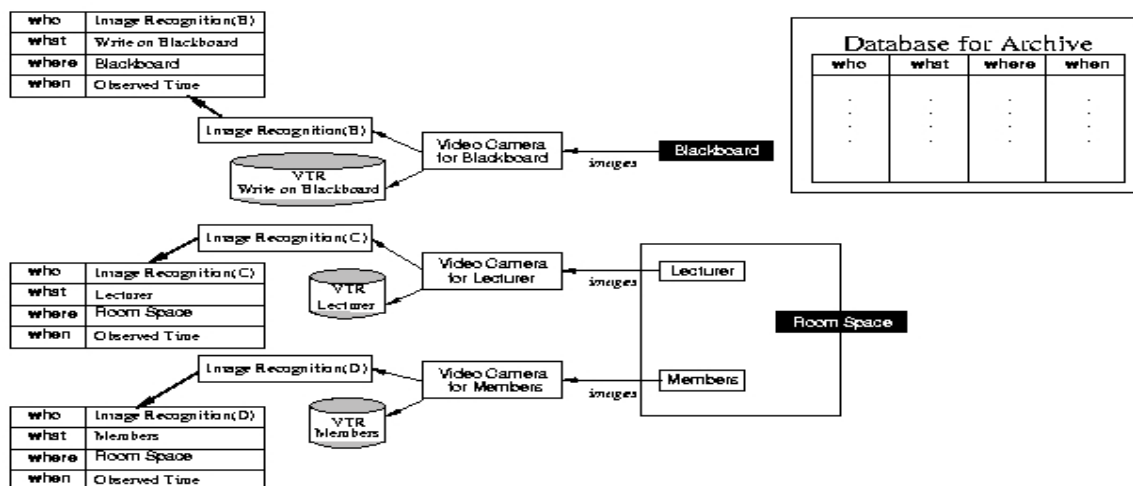 who Image Recognition(B)
what Write on Blackboard
where Blackboard
when Observed Time
Database for Archive
who what where when
Image Recognition(B)
Video Camera
for Blackboard
images
Blackboard
VTR
Write on Blackboard
Image Recognition(C)
Video Camera
for Lecturer
images
Lecturer
VTR
Lecturer
who Image Recognition(C)
what Lecturer
where Room Space
when Observed Time
Room Space
Image Recognition(D)
Video Camera
for Members
images
Members
VTR
Members
who Image Recognition(D)
what Members
where Room Space
when Observed Time